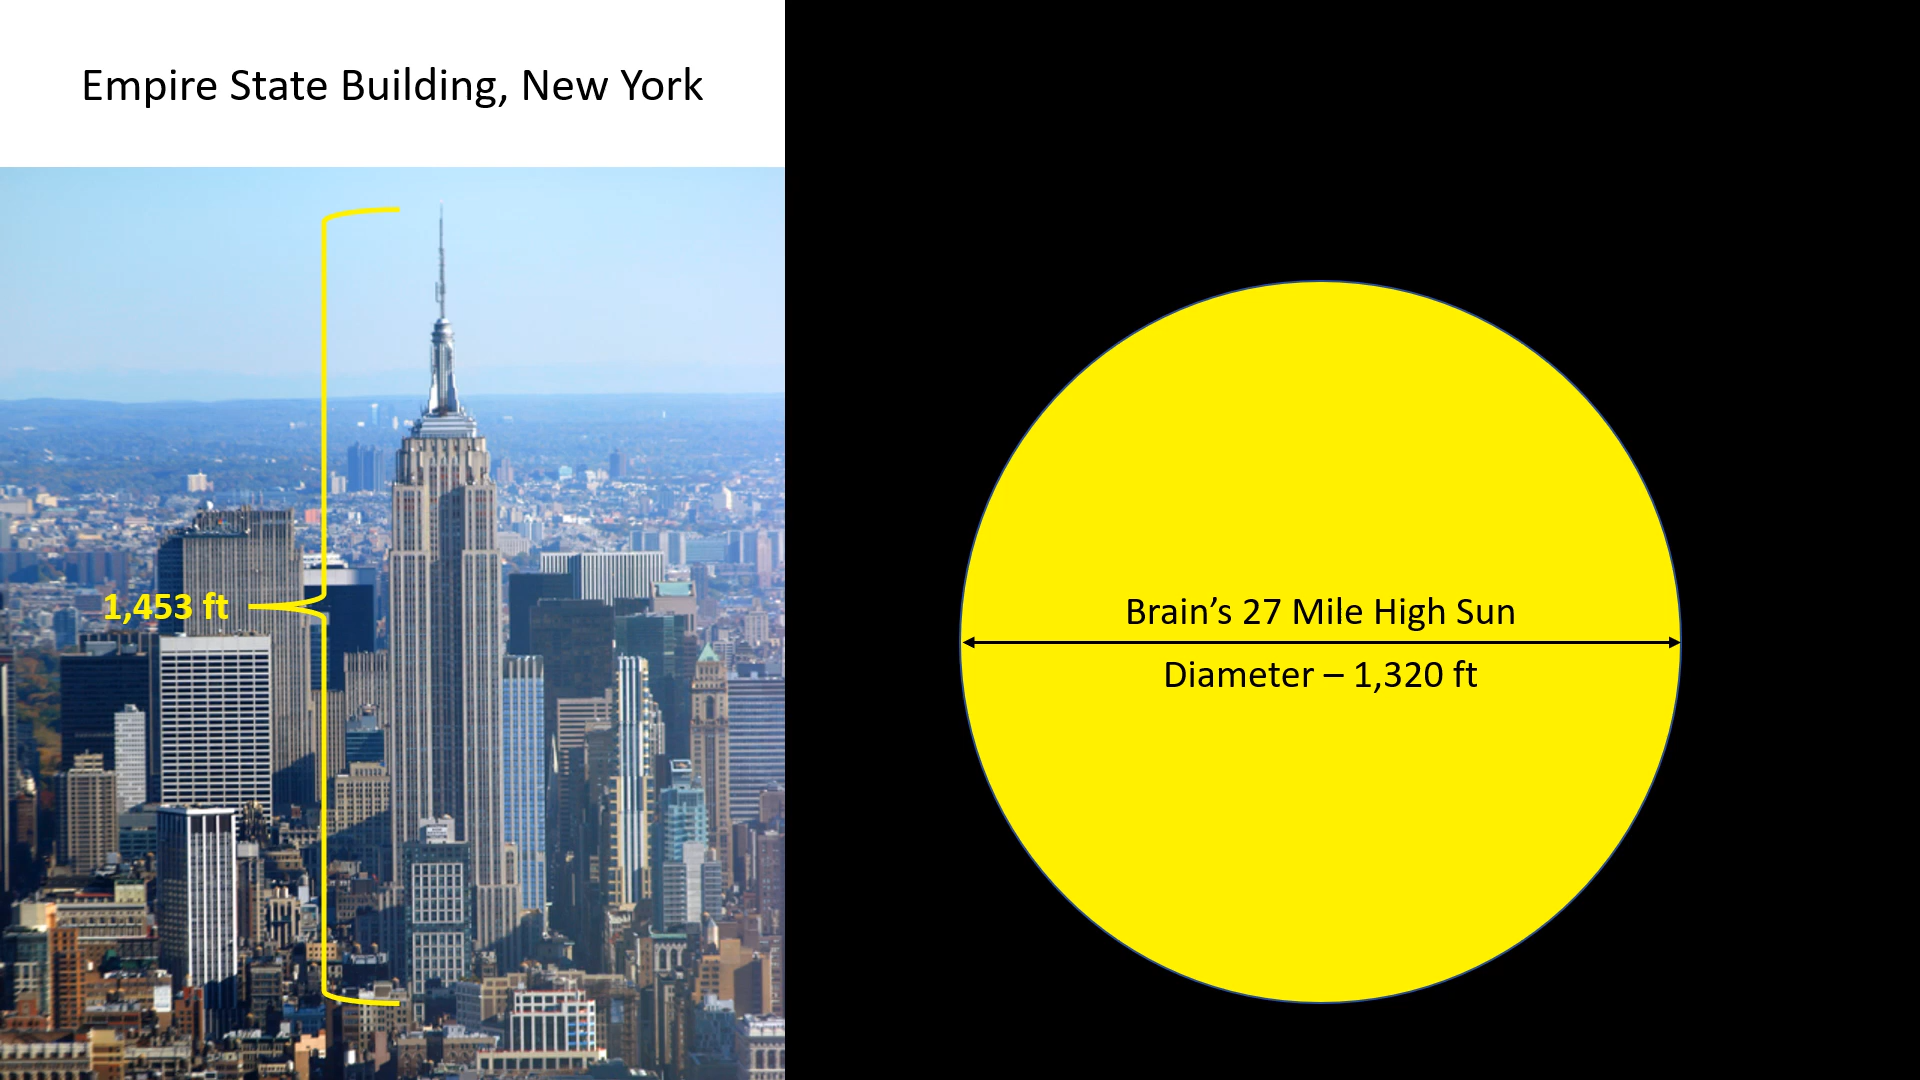 Empire State Building, New York
1,453 ft
Brain’s 27 Mile High Sun
Diameter – 1,320 ft